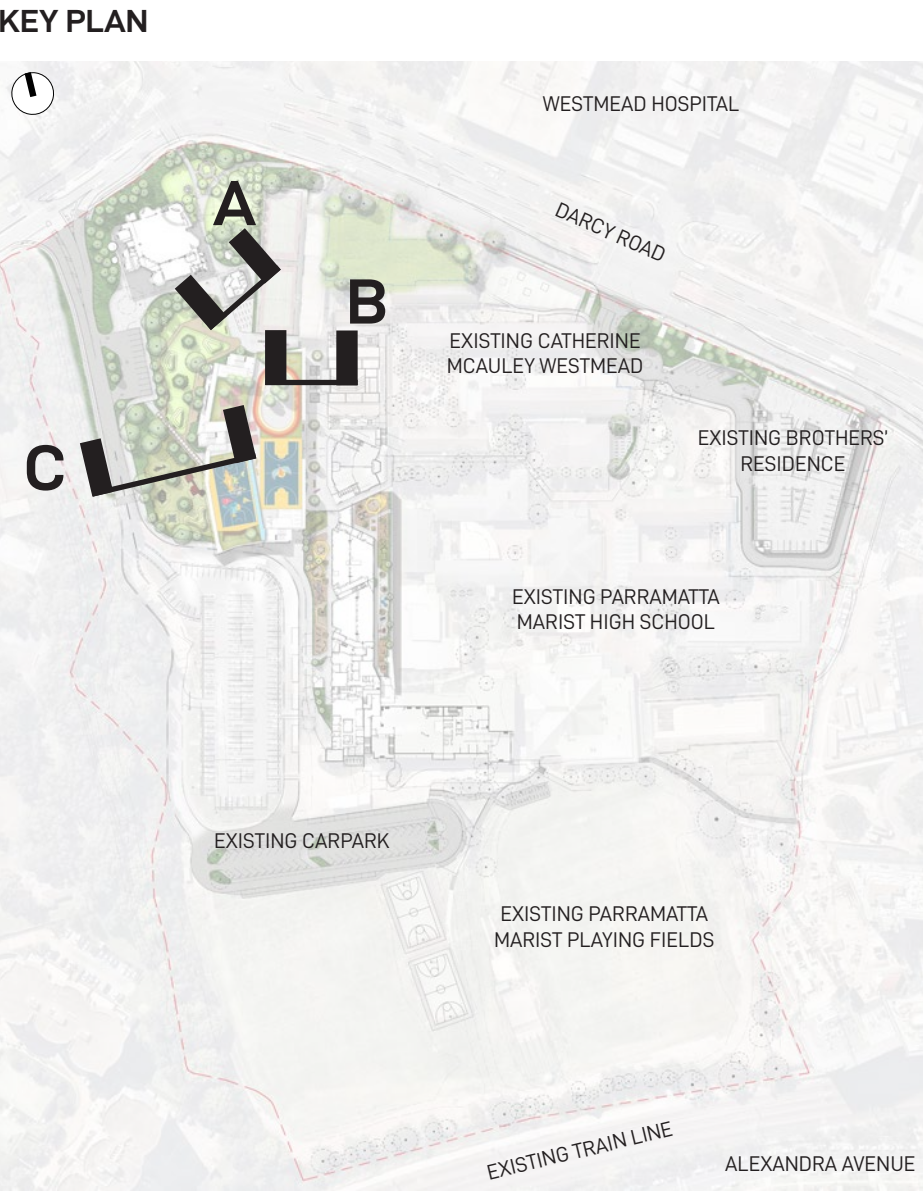 KEY PLAN
WESTMEAD HOSPITAL
DARCY ROAD
A
B
EXISTING CATHERINE
MCAULEY WESTMEAD
C
EXISTING BROTHERS'
RESIDENCE
EXISTING PARRAMATTA
MARIST HIGH SCHOOL
EXISTING CARPARK
EXISTING PARRAMATTA
MARIST PLAYING FIELDS
EXISTING TRAIN LINE
ALEXANDRA AVENUE